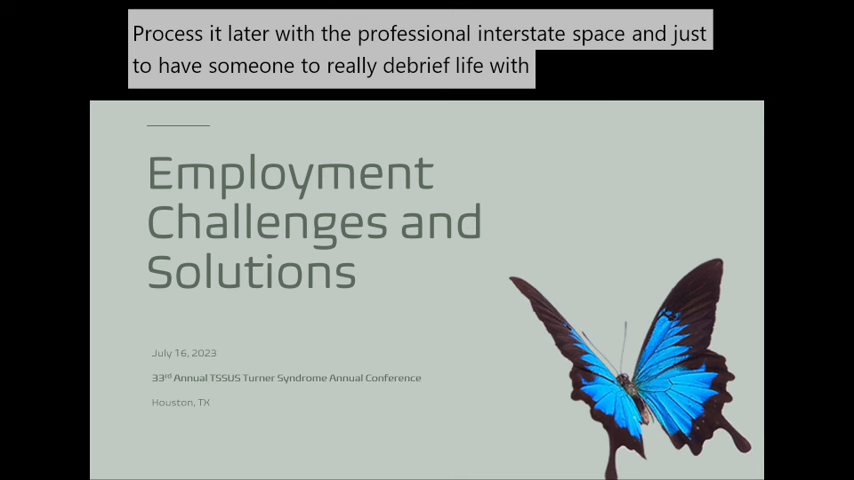 Process it later with the professional interstate space and just
to have someone to really debrief life with
Employment
Challenges and
Solutions
July 16, 2023
33rd Annual TSSUS Turner Syndrome Annual Conference
Houston, TX